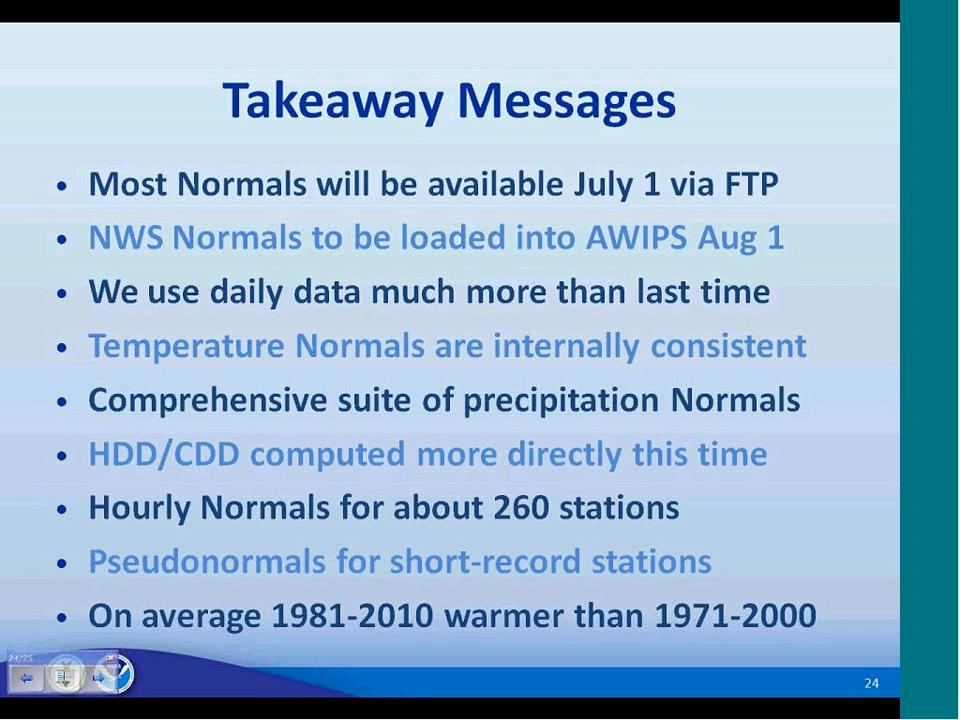 Takeaway Messages
• Most Normals will be available July 1 via FTP
• NWS Normals to be loaded into AWIPS Aug 1
• We use daily data much more than last time
• Temperature Normals are internally consistent
• Comprehensive suite of precipitation Normals
• HDD/CDD computed more directly this time
• Hourly Normals for about 260 stations
• Pseudonormals for short-record stations
• On average 1981-2010 warmer than 1971-2000
24/25
24